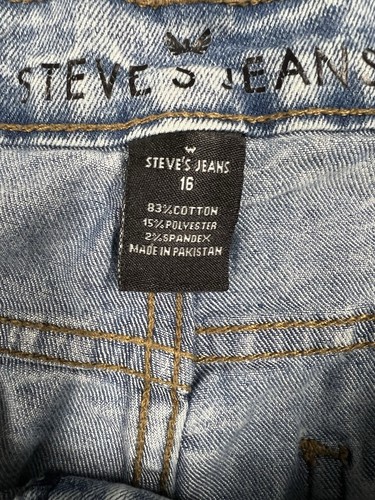 STEVE'S JEANS
STEVE'S JEANS
16
83%COTTON
15%POLYESTER
2%SPANDEX
MADE IN PAKISTAN